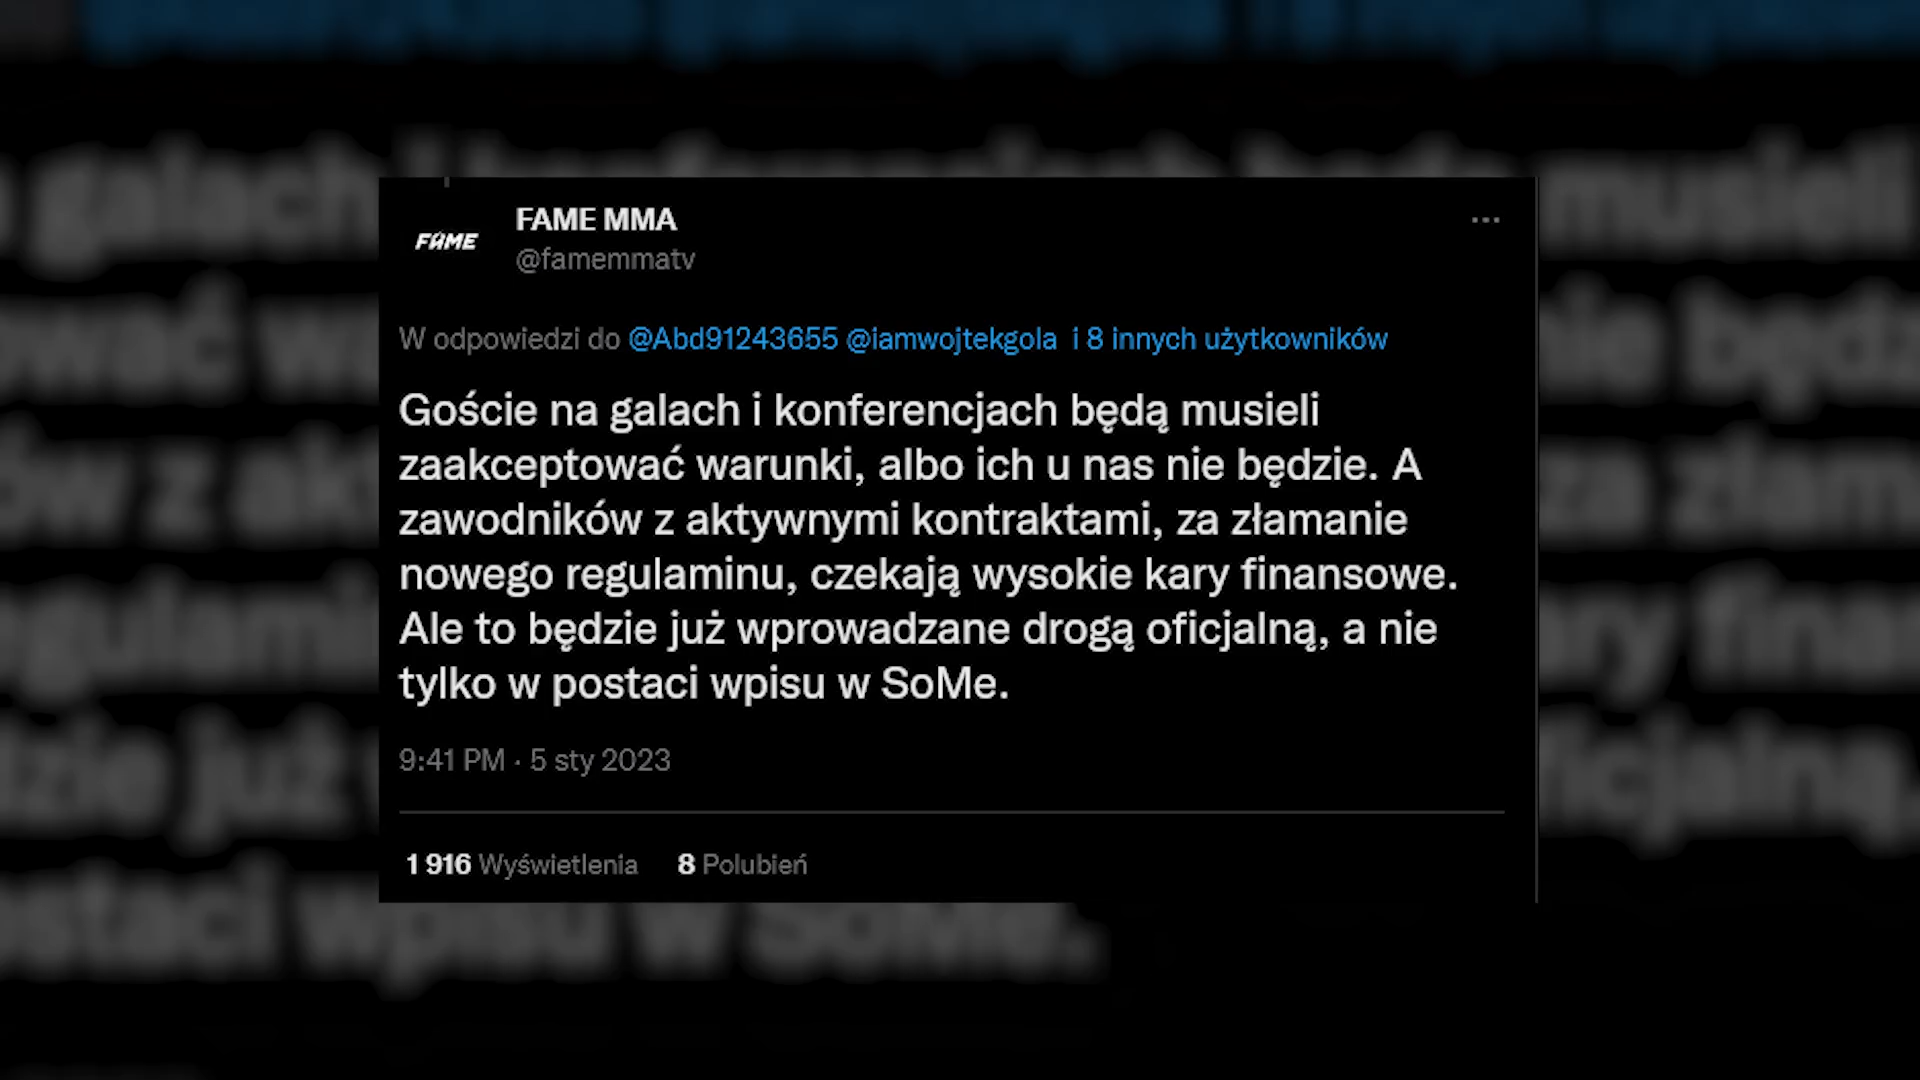 FAME MMA
FAME
@famemmatv
W odpowiedzi do @Abd91243655 @iamwojtekgola i 8 innych użytkowników
Goście na galach i konferencjach będą musieli
zaakceptować warunki, albo ich u nas nie będzie. A
zawodników z aktywnymi kontraktami, za złamanie
nowego regulaminu, czekają wysokie kary finansowe.
Ale to będzie już wprowadzane drogą oficjalną, a nie
tylko w postaci wpisu w SoMe.
9:41 PM · 5 sty 2023
1 916 Wyświetlenia 8 Polubień